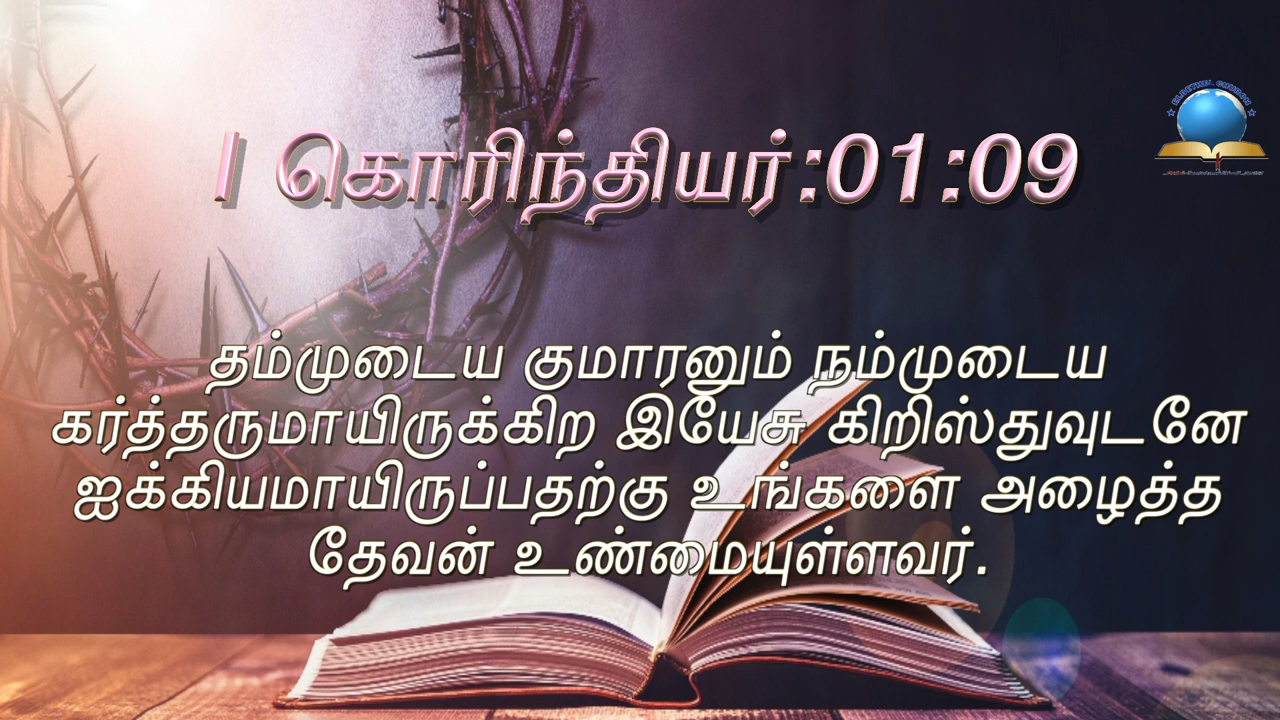 I கொரிந்தியர்:01:09
தம்முடைய குமாரனும் நம்முடைய
கர்த்தருமாயிருக்கிற இயேசு கிறிஸ்துவுடனே
ஐக்கியமாயிருப்பதற்கு உங்களை அழைத்த
தேவன் உண்மையுள்ளவர்.